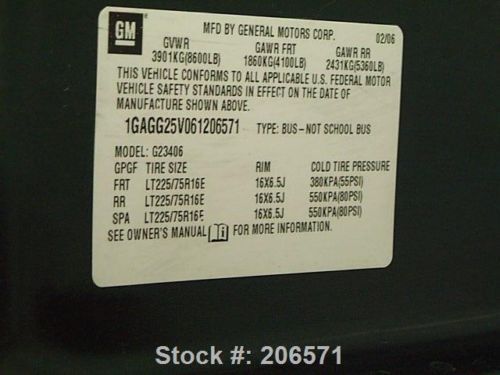 GM
MFD BY GENERAL MOTORS CORP. 02/06
GVWR GAWR FRT GAWR RR
3901KG(8600LB) 1860KG(4100LB) 2431KG(5360LB)
THIS VEHICLE CONFORMS TO ALL APPLICABLE U.S. FEDERAL MOTOR
VEHICLE SAFETY STANDARDS IN EFFECT ON THE DATE OF
MANUFACTURE SHOWN ABOVE.
1GAGG25V061206571 TYPE: BUS-NOT SCHOOL BUS
MODEL: G23406
GPGF TIRE SIZE RIM COLD TIRE PRESSURE
FRT LT225/75R16E 16X6.5J 380KPA(55PSI)
RR LT225/75R16E 16X6.5J 550KPA(80PSI)
SPA LT225/75R16E 16X6.5J 550KPA(80PSI)
SEE OWNER'S MANUAL FOR MORE INFORMATION.
Stock #: 206571